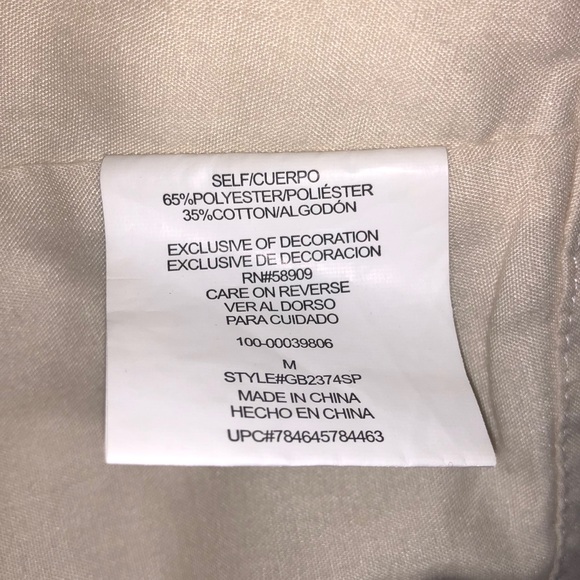 SELF/CUERPO
65%POLYESTER/POLIÉSTER
35%COTTON/ALGODÓN
EXCLUSIVE OF DECORATION
EXCLUSIVE DE DECORACION
RN#58909
CARE ON REVERSE
VER AL DORSO
PARA CUIDADO
100-00039806
M
STYLE#GB2374SP
MADE IN CHINA
HECHO EN CHINA
UPC#784645784463